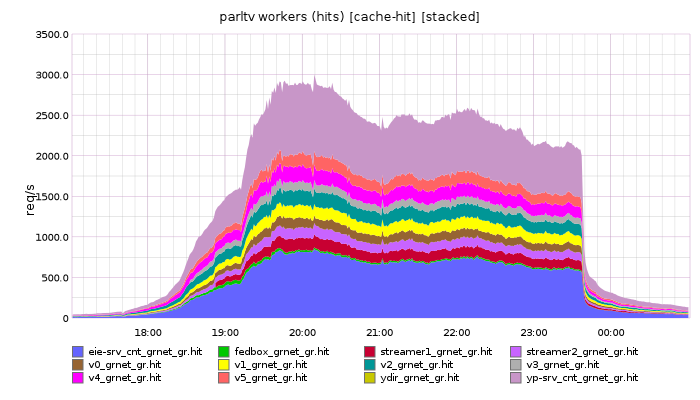 parltv workers (hits) [cache-hit] [stacked]
3500.0
3000.0
2500.0
2000.0
1500.0
1000.0
500.0
0
req/s
18:00 19:00 20:00 21:00 22:00 23:00 00:00
eie-srv_cnt_grnet_gr.hit fedbox_grnet_gr.hit streamer1_grnet_gr.hit streamer2_grnet_gr.hit
v0_grnet_gr.hit v1_grnet_gr.hit v2_grnet_gr.hit v3_grnet_gr.hit
v4_grnet_gr.hit v5_grnet_gr.hit ydir_grnet_gr.hit yp-srv_cnt_grnet_gr.hit